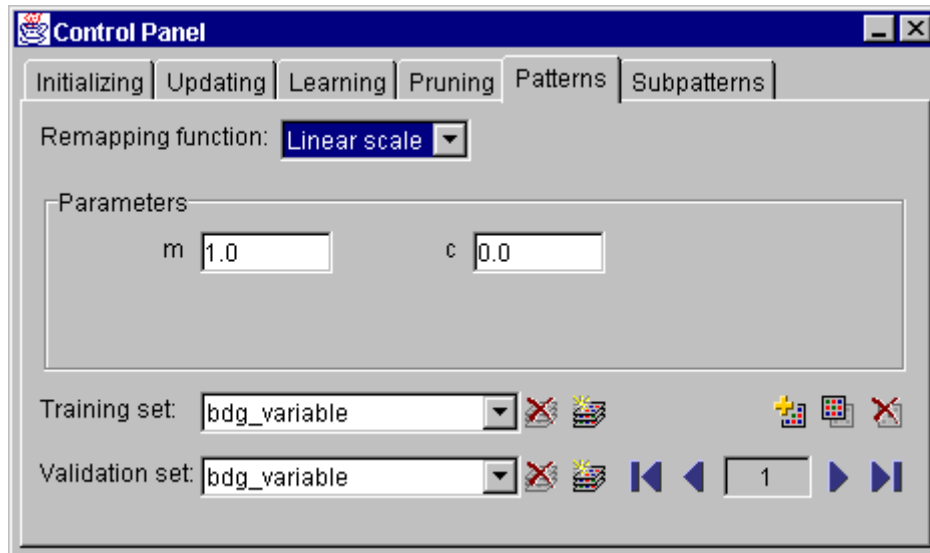 Control Panel
Initializing Updating Learning Pruning Patterns Subpatterns
Remapping function: Linear scale
Parameters
m 1.0 c 0.0
Training set: bdg_variable
Validation set: bdg_variable 1